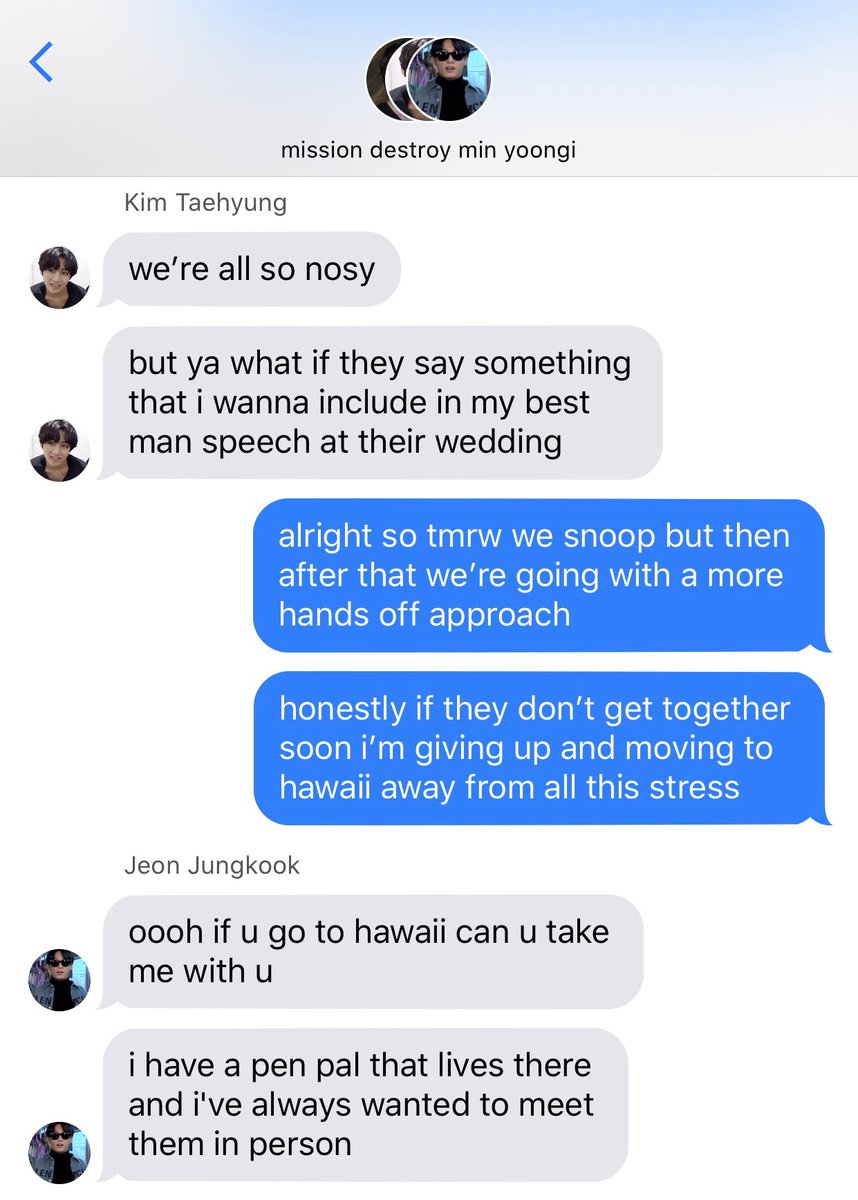 mission destroy min yoongi
Kim Taehyung
we’re all so nosy
but ya what if they say something
that i wanna include in my best
man speech at their wedding
alright so tmrw we snoop but then
after that we’re going with a more
hands off approach
honestly if they don’t get together
soon i’m giving up and moving to
hawaii away from all this stress
Jeon Jungkook
oooh if u go to hawaii can u take
me with u
i have a pen pal that lives there
and i've always wanted to meet
them in person